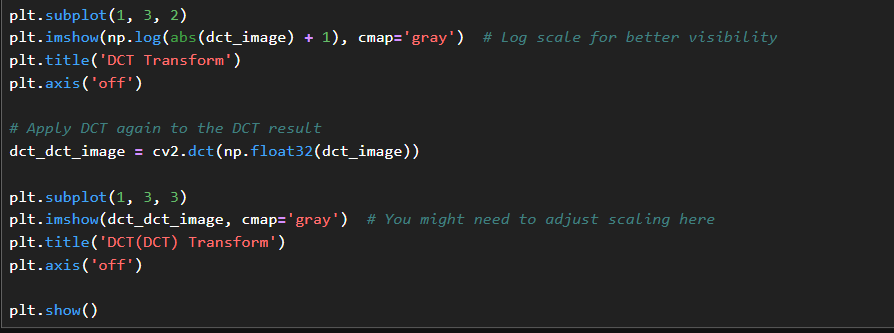 plt.subplot(1, 3, 2)
plt.imshow(np.log(abs(dct_image) + 1), cmap='gray')  # Log scale for better visibility
plt.title('DCT Transform')
plt.axis('off')
# Apply DCT again to the DCT result
dct_dct_image = cv2.dct(np.float32(dct_image))
plt.subplot(1, 3, 3)
plt.imshow(dct_dct_image, cmap='gray')  # You might need to adjust scaling here
plt.title('DCT(DCT) Transform')
plt.axis('off')
plt.show()